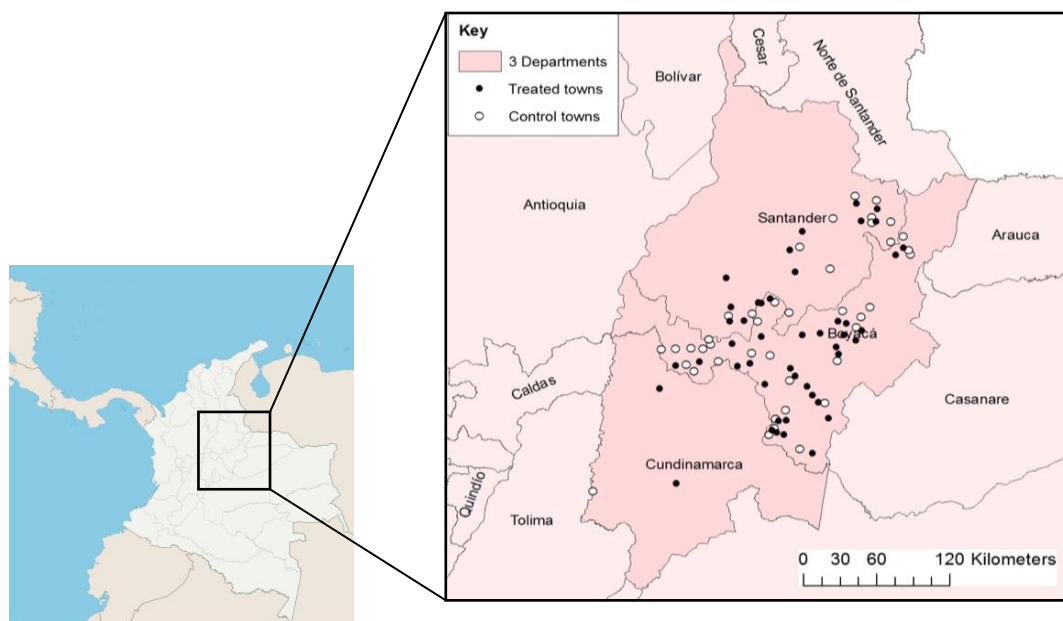 Key
3 Departments
Treated towns
Control towns
Cesar
Norte de Santander
Bolívar
Antioquia
Santander
Arauca
Boyacá
Caldas
Casanare
Cundinamarca
Quindío
Tolima
0 30 60 120 Kilometers